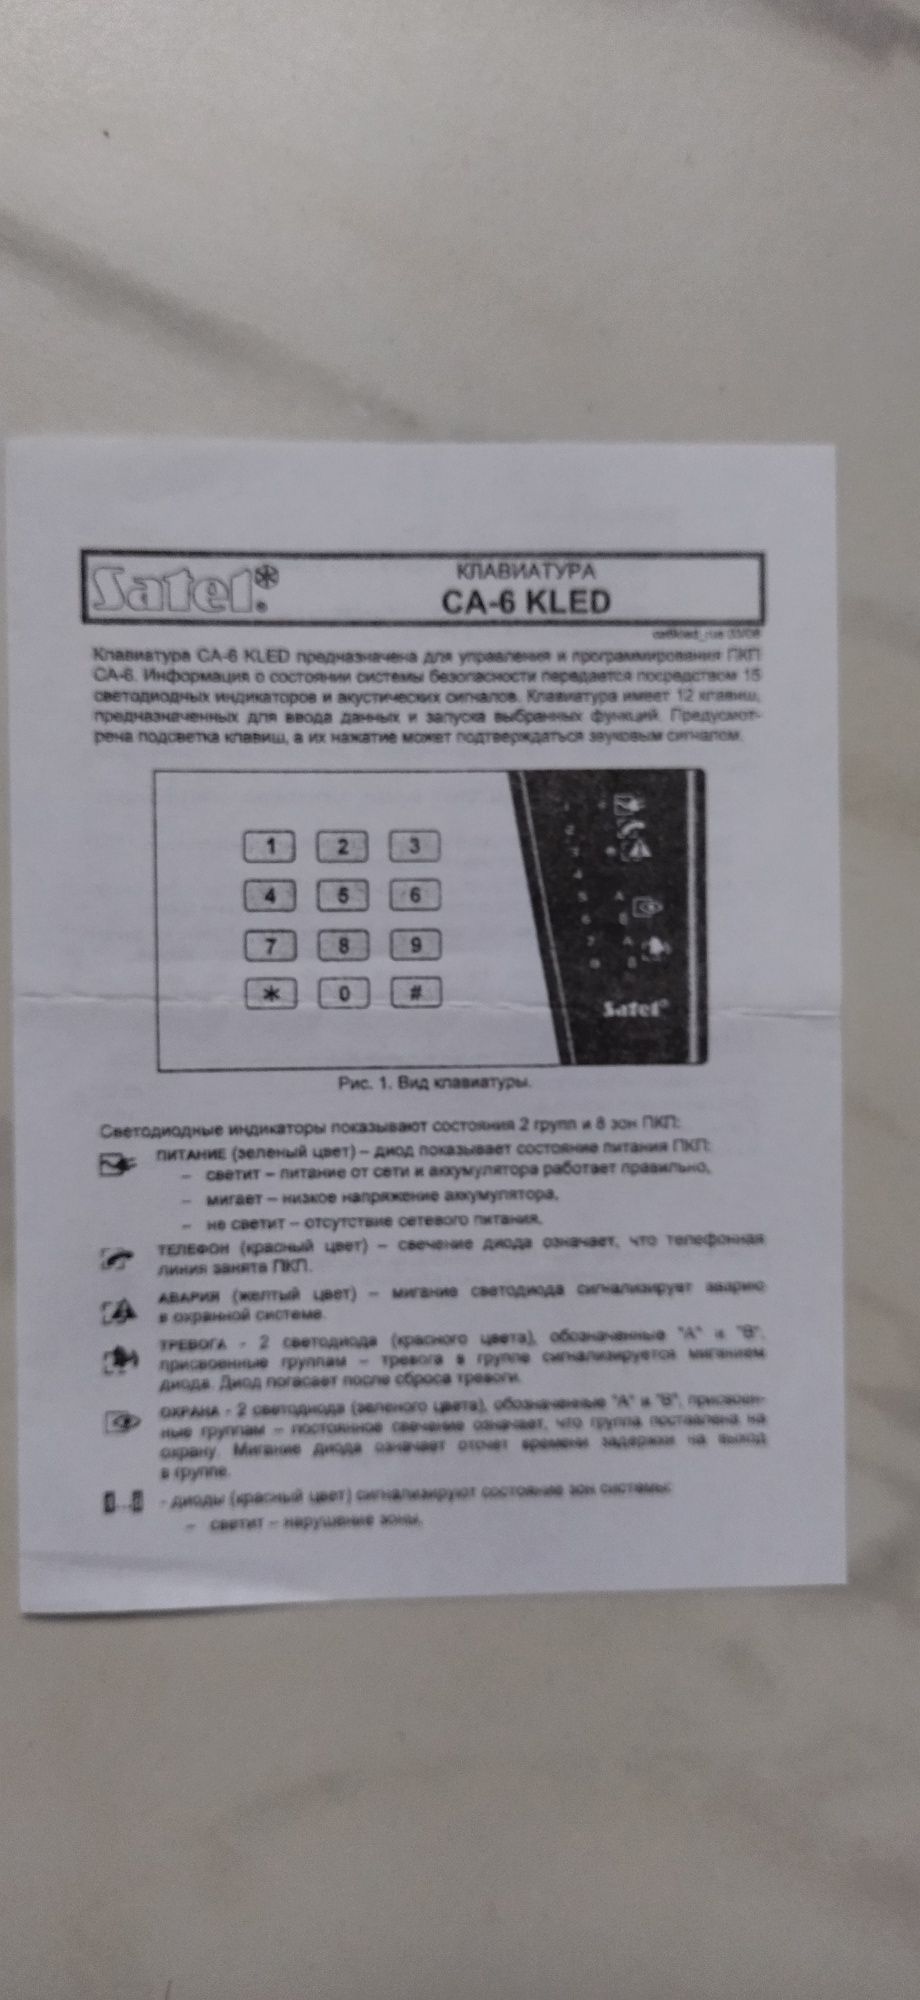 Satel
КЛАВИАТУРА
CA-6 KLED
Клавиатура CA-6 KLED предназначена для управления и программирования ПКП
CA-6. Информация о состоянии системы безопасности передается посредством 15
светодиодных индикаторов и акустических сигналов. Клавиатура имеет 12 клавиш,
предназначенных для ввода данных и запуска выбранных функций. Предусмот-
рена подсветка клавиш, а их нажатие может подтверждаться звуковым сигналом.
1 2 3
4 5 6
7 8 9
* 0 #
1
2
3
4
5 A
6
7 A
8 B
Satel
Рис. 1. Вид клавиатуры.
Светодиодные индикаторы показывают состояния 2 групп и 8 зон ПКП:
ПИТАНИЕ (зеленый цвет) – диод показывает состояние питания ПКП:
– светит – питание от сети и аккумулятора работает правильно,
– мигает – низкое напряжение аккумулятора,
– не светит – отсутствие сетевого питания.
ТЕЛЕФОН (красный цвет) – свечение диода означает, что телефонная
линия занята ПКП.
АВАРИЯ (желтый цвет) – мигание светодиода сигнализирует аварию
в охранной системе.
ТРЕВОГА - 2 светодиода (красного цвета), обозначенные "A" и "B",
присвоенные группам – тревога в группе сигнализируется миганием
диода. Диод погасает после сброса тревоги.
ОХРАНА - 2 светодиода (зеленого цвета), обозначенные "A" и "B", присвоен-
ные группам – постоянное свечение означает, что группа поставлена на
охрану. Мигание диода означает отсчет времени задержки на выход
в группе.
- диоды (красный цвет) сигнализируют состояние зон системы:
– светит – нарушение зоны,